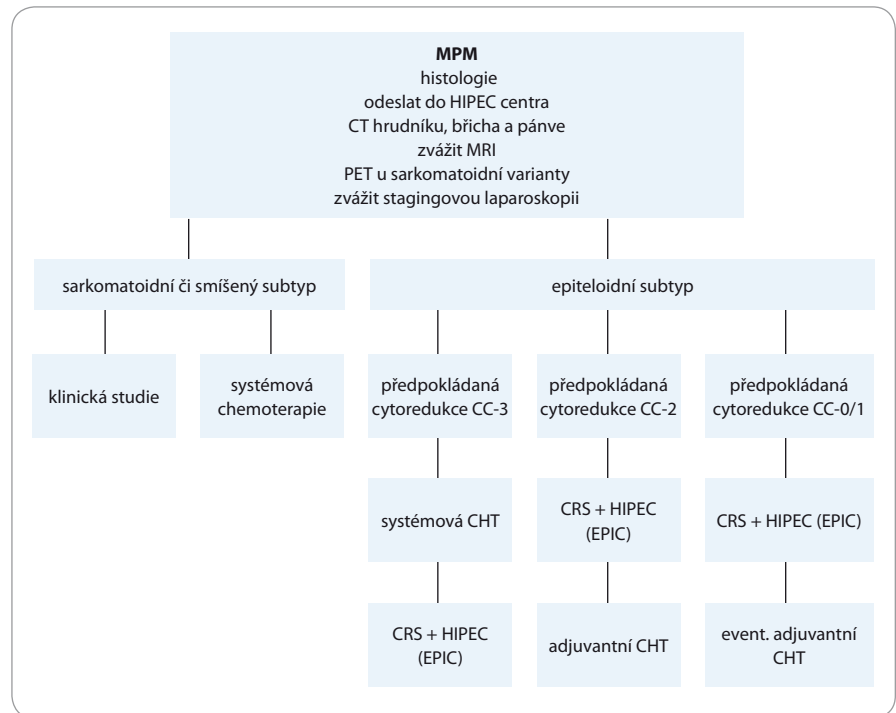 MPM
histologie
odeslat do HIPEC centra
CT hrudníku, břicha a pánve
zvážit MRI
PET u sarkomatoidní varianty
zvážit stagingovou laparoskopii
sarkomatoidní či smíšený subtyp
epiteloidní subtyp
klinická studie
systémová
chemoterapie
předpokládaná
cytoredukce CC-3
předpokládaná
cytoredukce CC-2
předpokládaná
cytoredukce CC-0/1
systémová CHT
CRS + HIPEC
(EPIC)
CRS + HIPEC (EPIC)
CRS + HIPEC
(EPIC)
adjuvantní CHT
event. adjuvantní
CHT